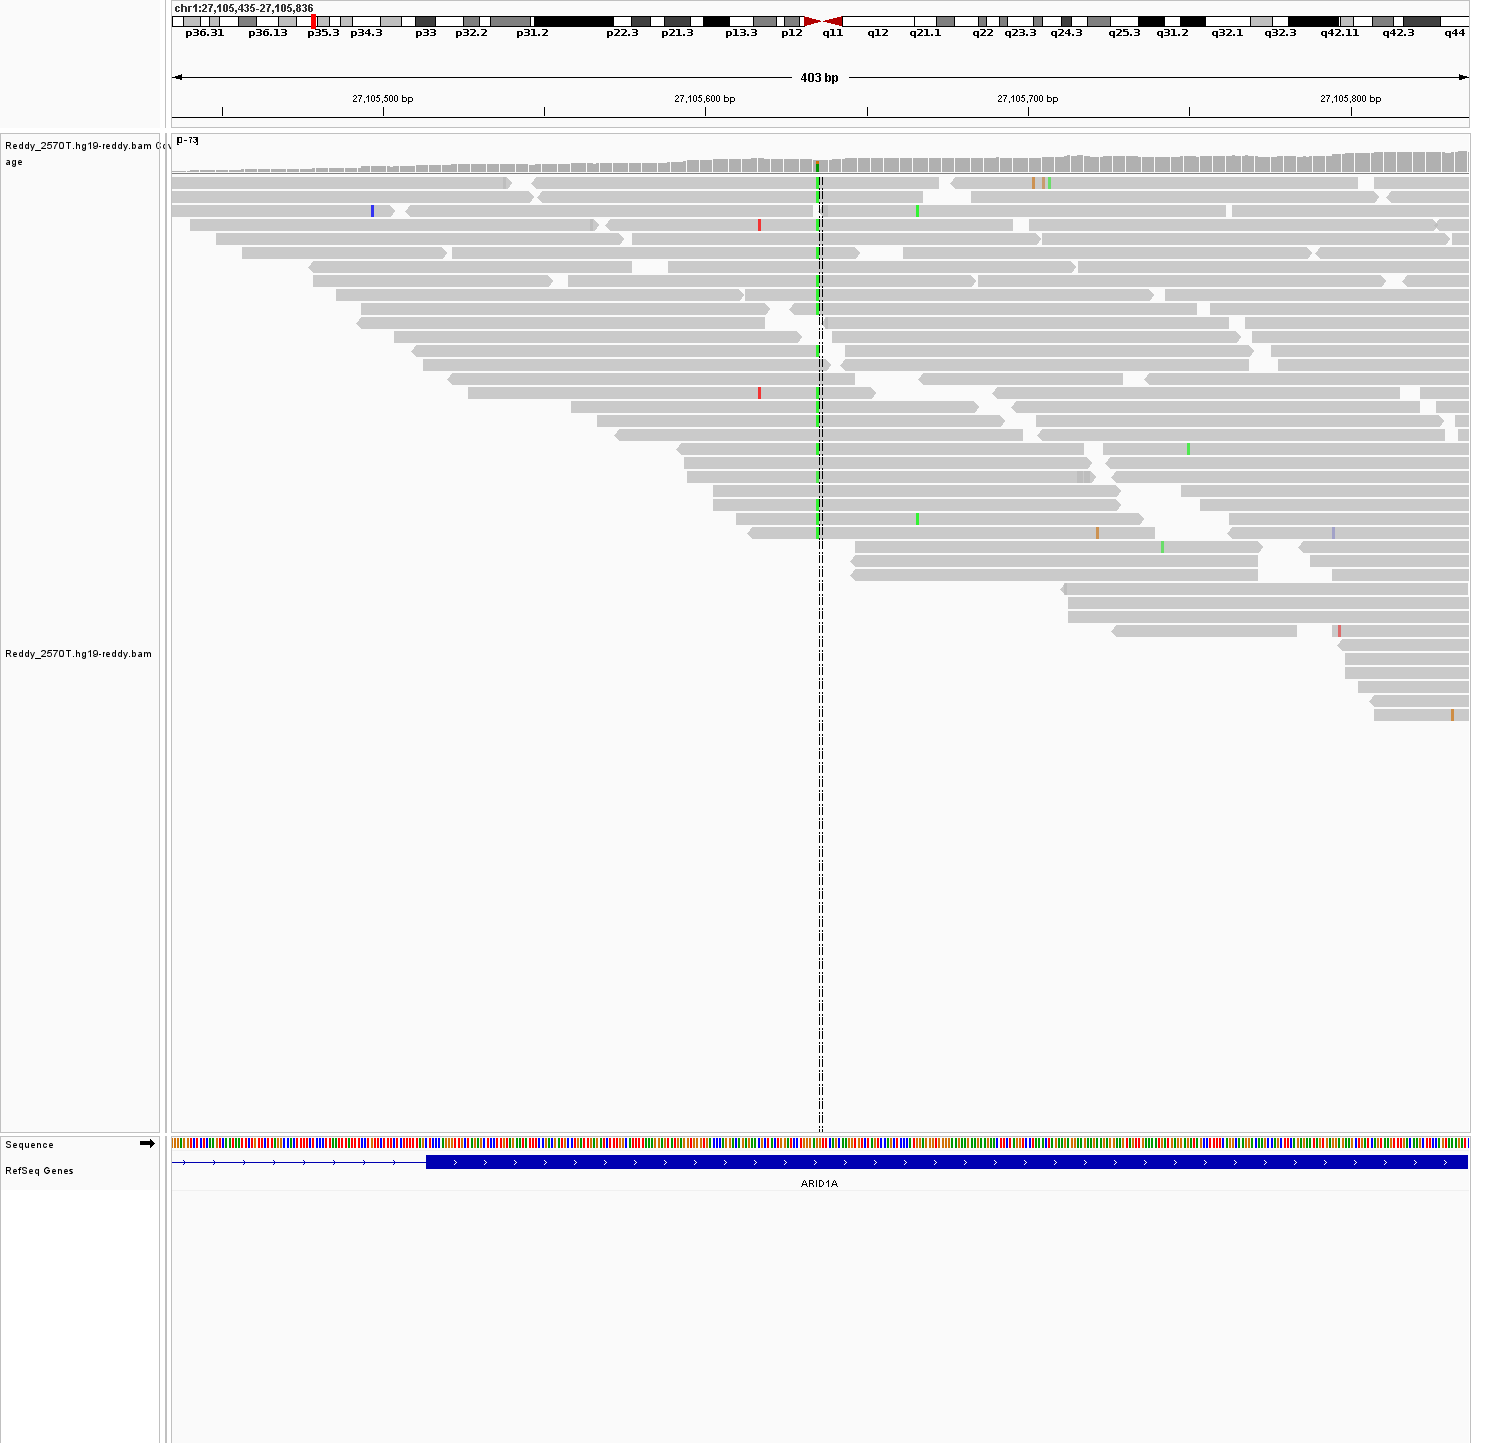 chr1:27,105,435-27,105,836
p36.31 p36.13 p35.3 p34.3 p33 p32.2 p31.2 p22.3 p21.3 p13.3 p12 q11 q12 q21.1 q22 q23.3 q24.3 q25.3 q31.2 q32.1 q32.3 q42.11 q42.3 q44
403 bp
27,105,500 bp 27,105,600 bp 27,105,700 bp 27,105,800 bp
[0-73]
Reddy_2570T.hg19-reddy.bam Cov
age
Reddy_2570T.hg19-reddy.bam
Sequence
RefSeq Genes
ARID1A